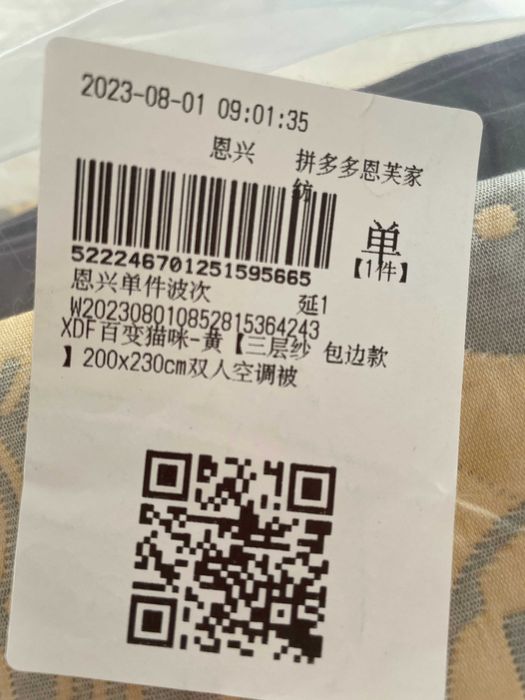 2023-08-01 09:01:35
恩兴 拼多多恩芙家
纺
单
【1件】
522246701251595665
恩兴单件波次 延1
W202308010852815364243
XDF百变猫咪-黄【三层纱 包边款
】200x230cm双人空调被